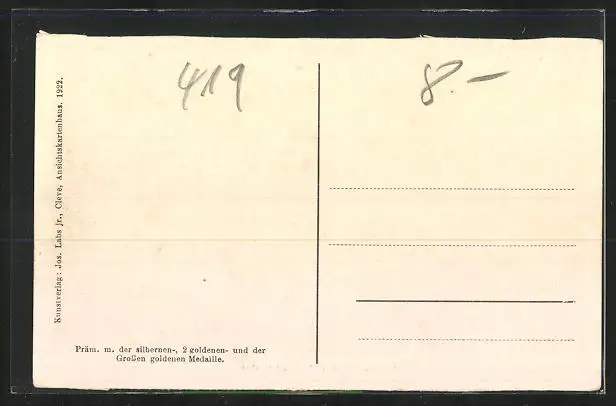 419
8.-
Kunstverlag: Jos. Labs jr., Cleve, Ansichtskartenhaus. 1922.
Präm. m. der silbernen-, 2 goldenen- und der
Großen goldenen Medaille.